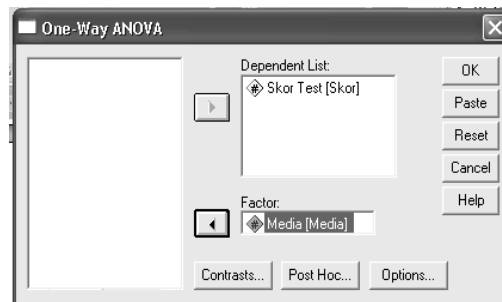 One-Way ANOVA
Dependent List:
Skor Test [Skor]
OK
Paste
Reset
Cancel
Help
Factor:
Media [Media]
Contrasts...
Post Hoc...
Options...